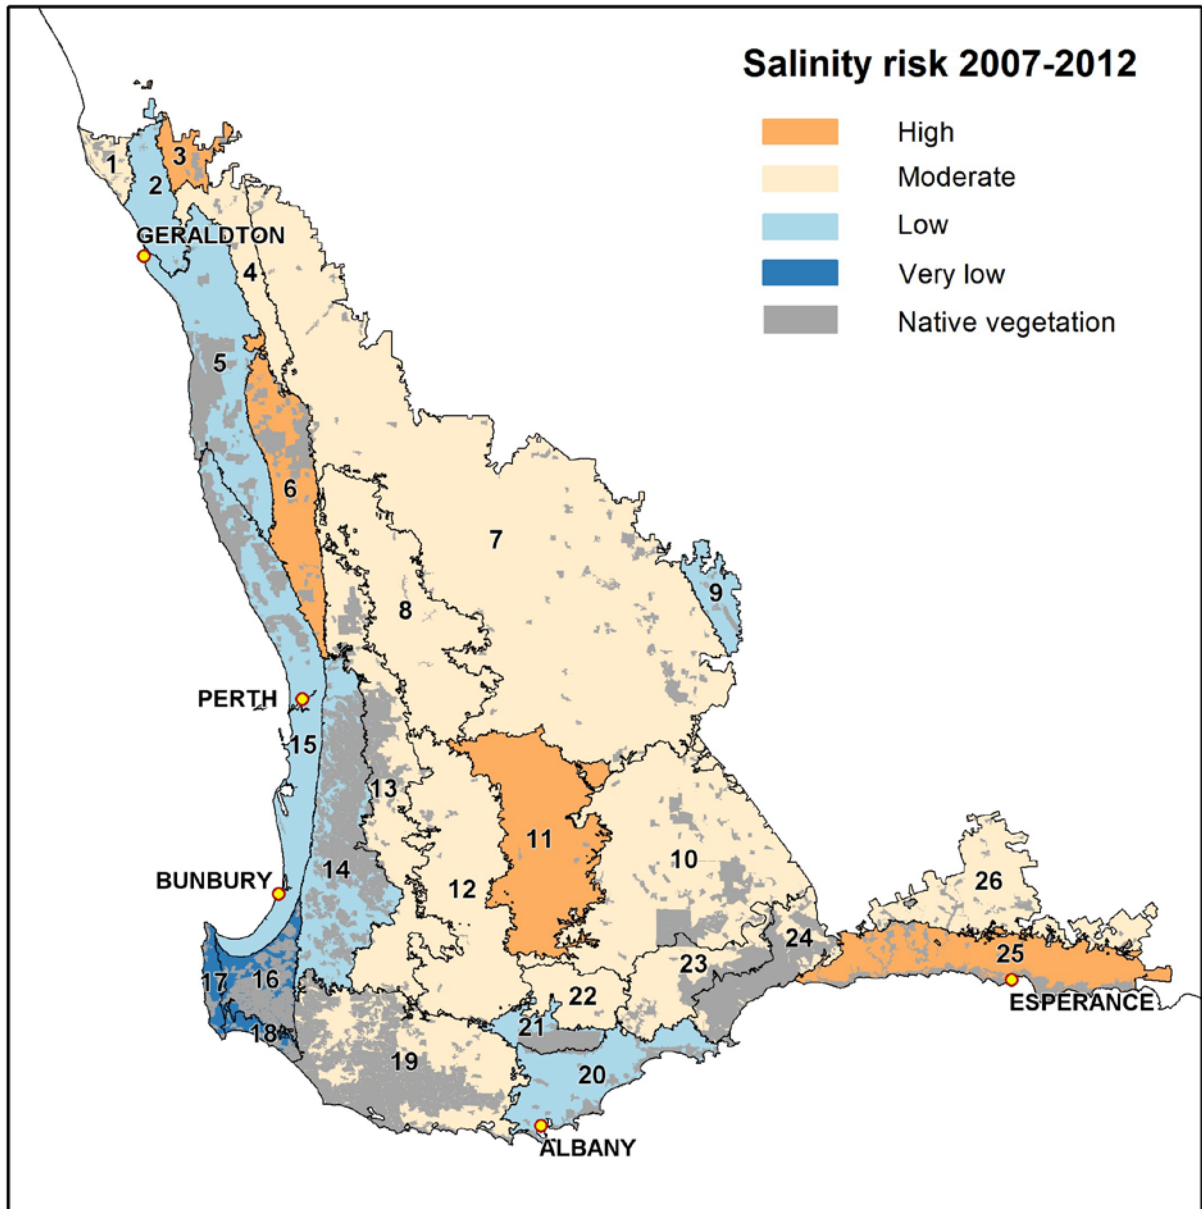 Salinity risk 2007-2012
High
Moderate
Low
Very low
Native vegetation
1
2
3
GERALDTON
4
5
6
7
8
9
PERTH
15
13
11
10
14
12
BUNBURY
26
24
25
23
17
16
22
ESPERANCE
18
21
19
20
ALBANY